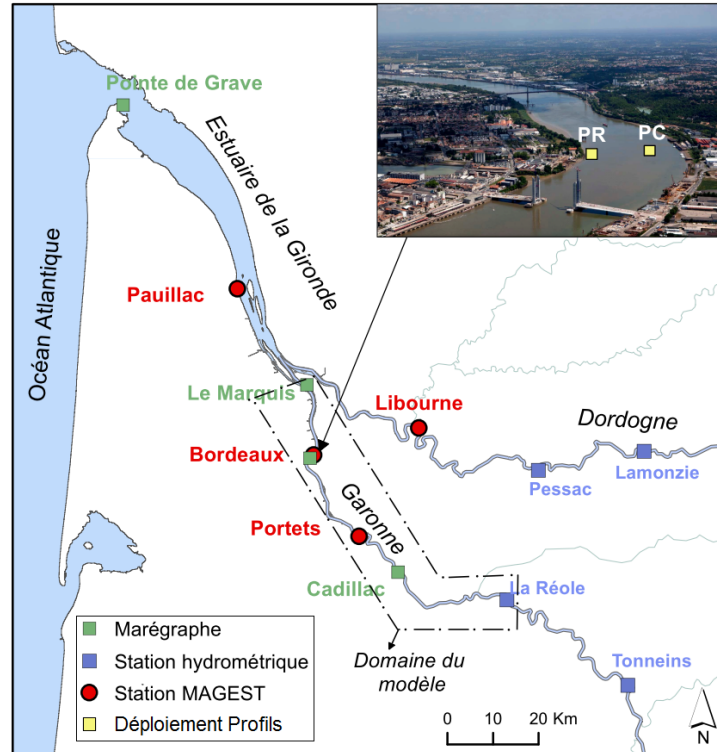 Pointe de Grave
PR
PC
Estuaire de la Gironde
Océan Atlantique
Pauillac
Le Marquis
Libourne
Dordogne
Bordeaux
Lamonzie
Pessac
Garonne
Portets
Cadillac
La Réole
Marégraphe
Station hydrométrique
Station MAGEST
Déploiement Profils
Domaine du
modèle
Tonneins
0 10 20 Km
N